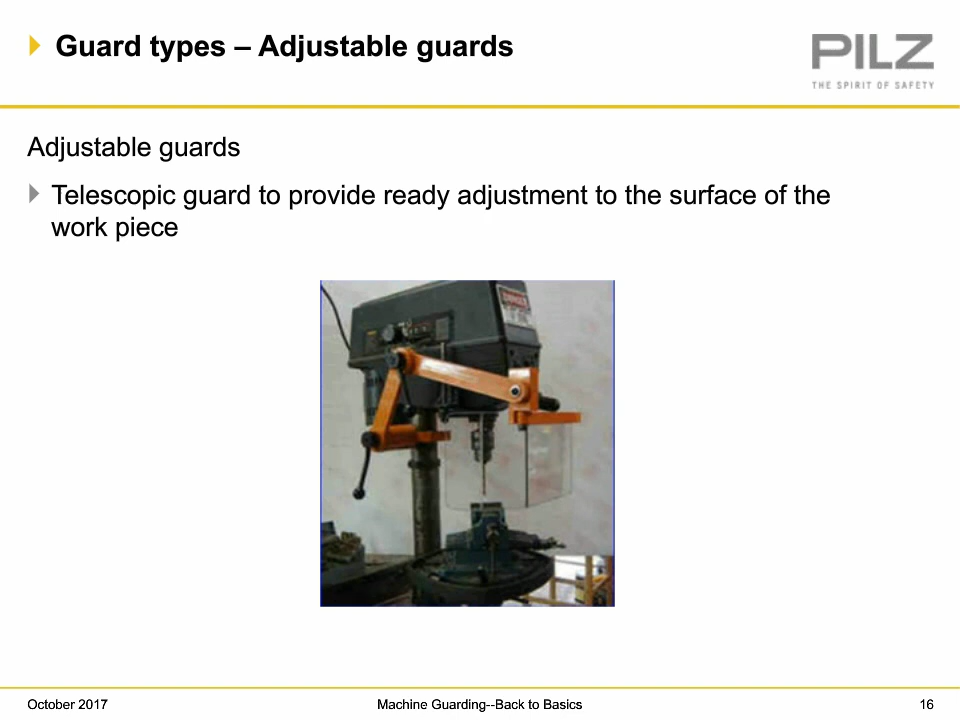 Guard types – Adjustable guards
PILZ
THE SPIRIT OF SAFETY
Adjustable guards
Telescopic guard to provide ready adjustment to the surface of the
work piece
October 2017
Machine Guarding--Back to Basics
16